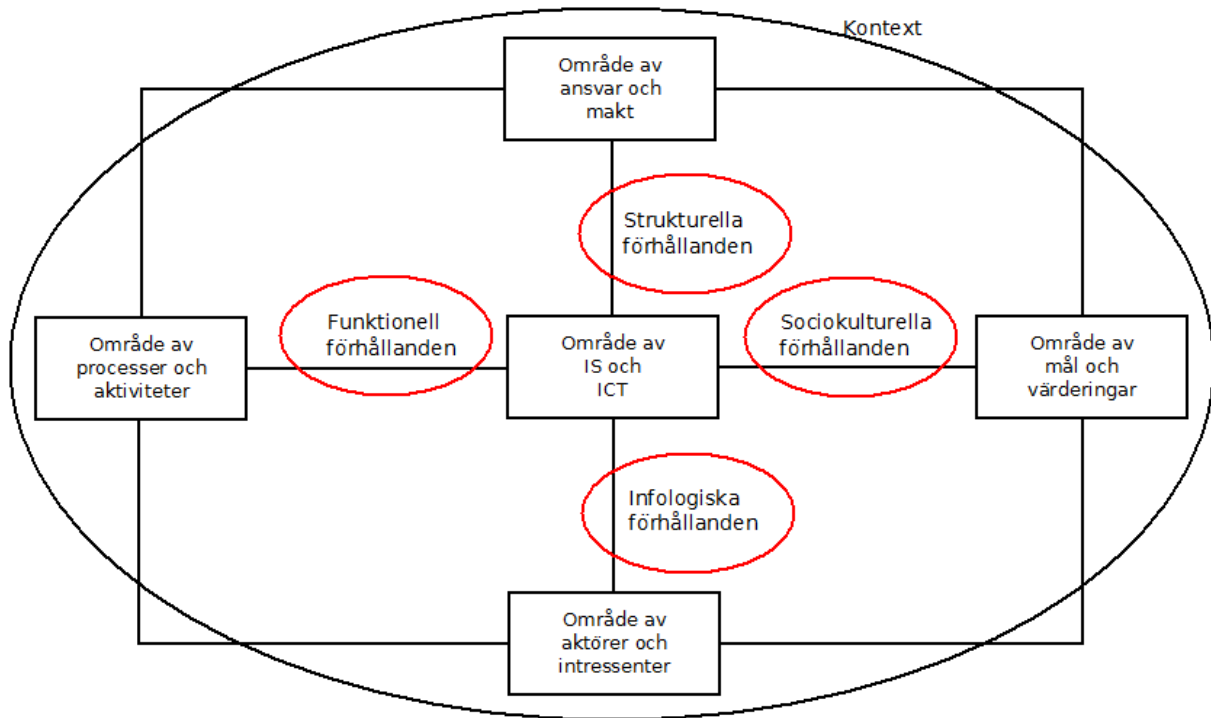 Kontext
Område av
ansvar och
makt
Strukturella
förhållanden
Funktionell
förhållanden
Sociokulturella
förhållanden
Område av
processer och
aktiviteter
Område av
IS och
ICT
Område av
mål och
värderingar
Infologiska
förhållanden
Område av
aktörer och
intressenter